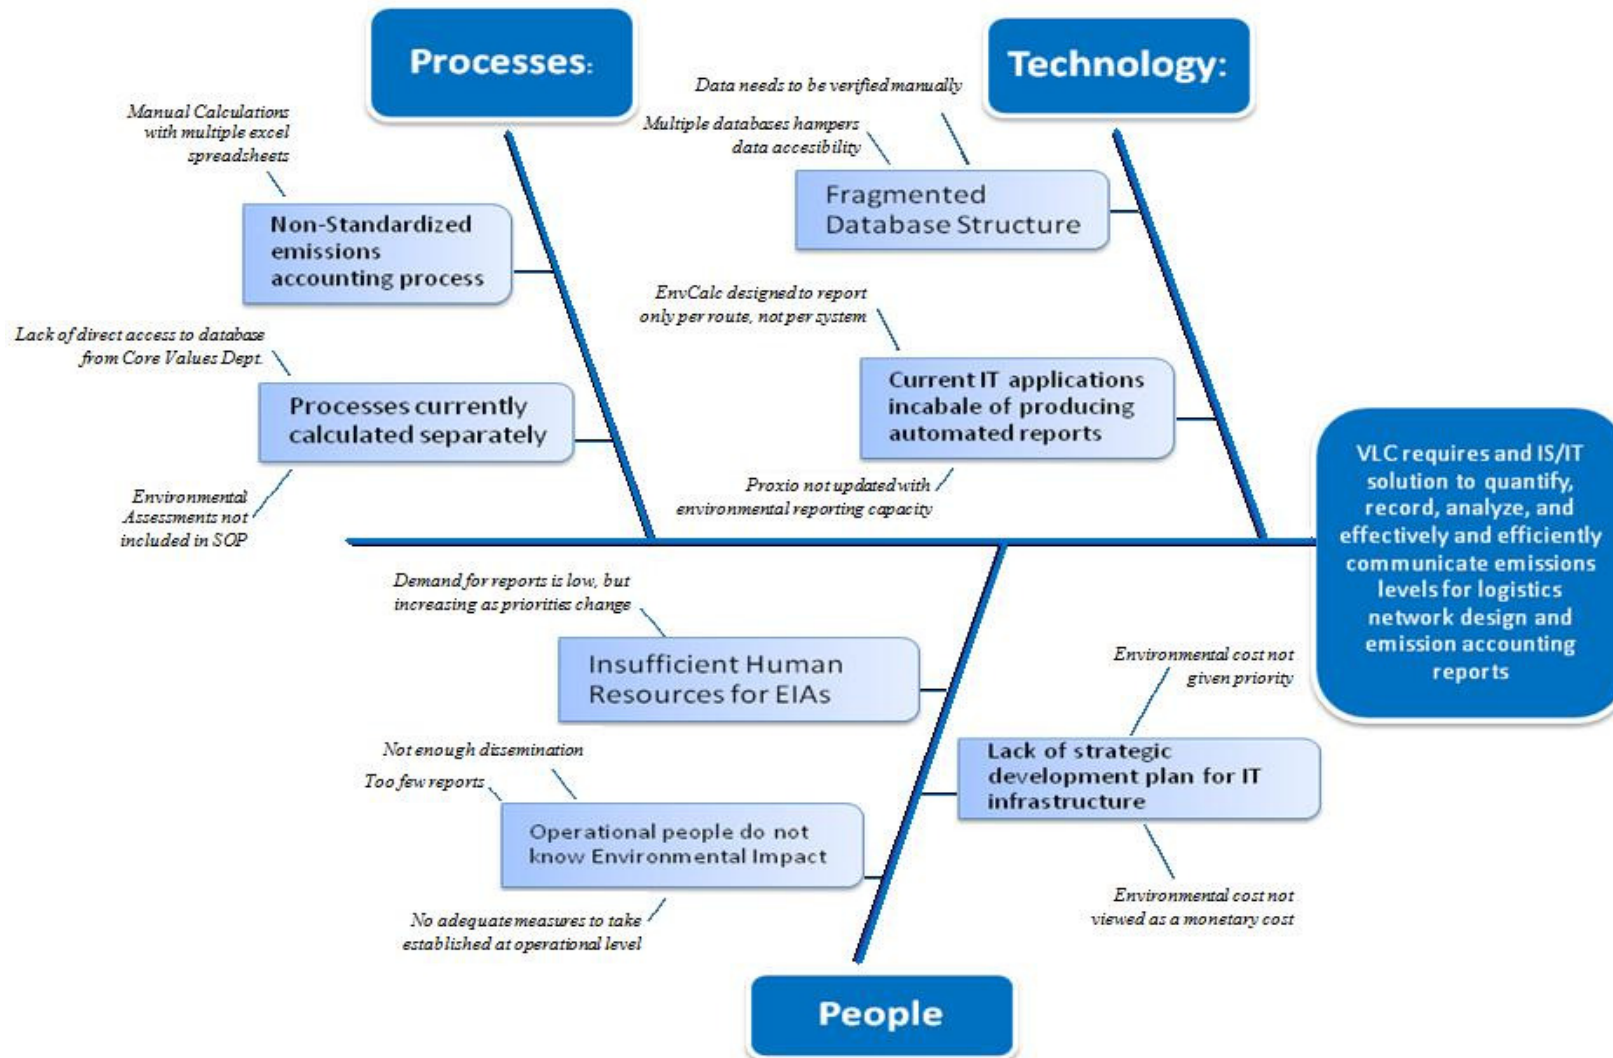 Processes:
Manual Calculations
with multiple excel
spreadsheets
Non-Standardized
emissions
accounting process
Lack of direct access to database
from Core Values Dept.
Processes currently
calculated separately
Environmental
Assessments not
included in SOP
Technology:
Data needs to be verified manually
Multiple databases hampers
data accesibility
Fragmented
Database Structure
EnvCalc designed to report
only per route, not per system
Current IT applications
incabale of producing
automated reports
Proxio not updated with
environmental reporting capacity
VLC requires and IS/IT
solution to quantify,
record, analyze, and
effectively and efficiently
communicate emissions
levels for logistics
network design and
emission accounting
reports
Demand for reports is low, but
increasing as priorities change
Insufficient Human
Resources for EIAs
Environmental cost not
given priority
Lack of strategic
development plan for IT
infrastructure
Environmental cost not
viewed as a monetary cost
Not enough dissemination
Too few reports
Operational people do not
know Environmental Impact
No adequate measures to take
established at operational level
People